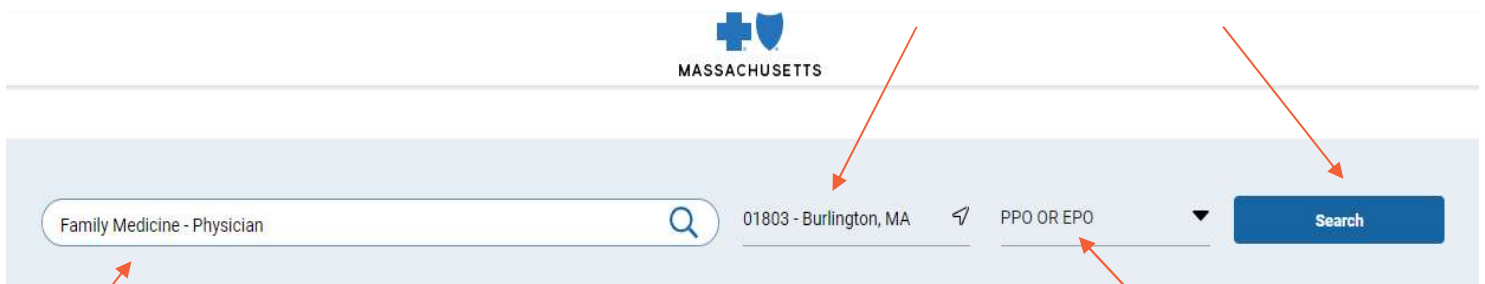 MASSACHUSETTS
Family Medicine - Physician
01803 - Burlington, MA
PPO OR EPO
Search